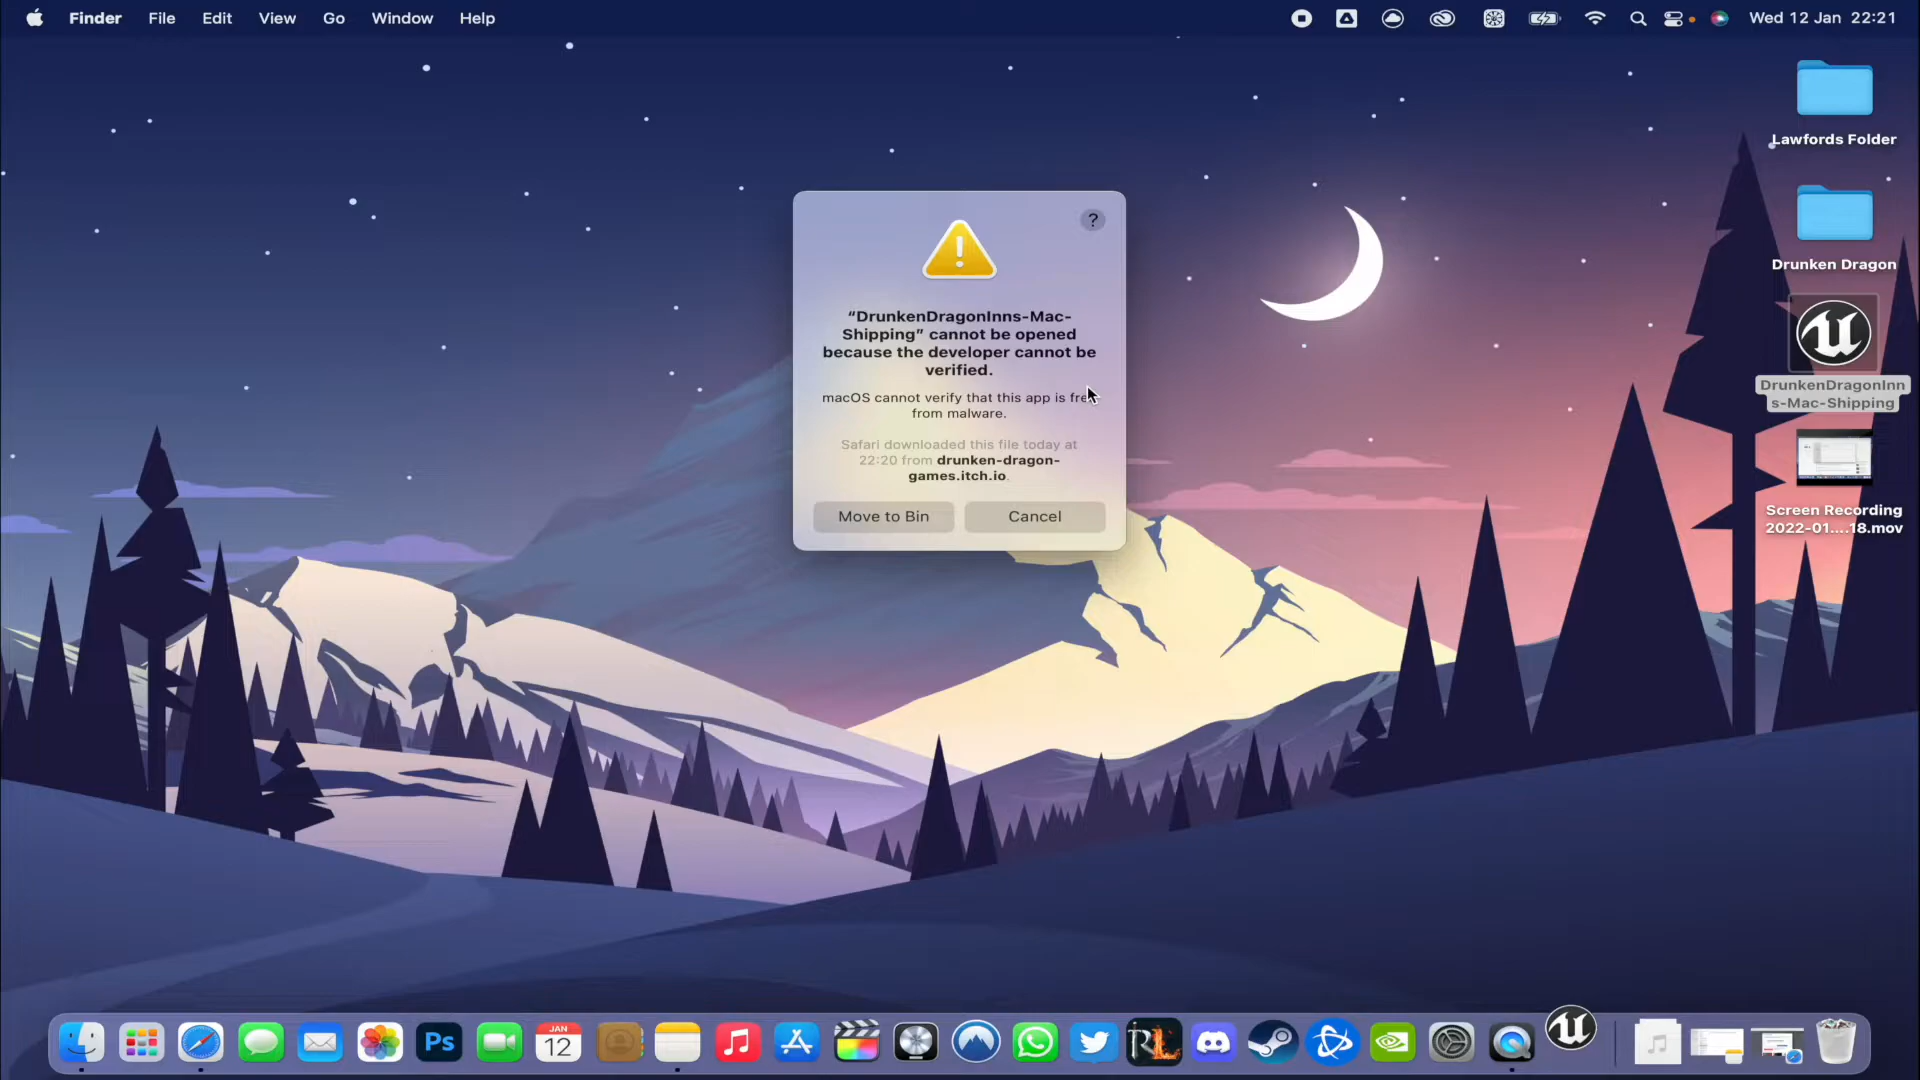 Finder File Edit View Go Window Help
Wed 12 Jan 22:21
Lawfords Folder
Drunken Dragon
DrunkenDragonInn
s-Mac-Shipping
Screen Recording
2022-01....18.mov
?
“DrunkenDragonInns-Mac-
Shipping” cannot be opened
because the developer cannot be
verified.
macOS cannot verify that this app is free
from malware.
Safari downloaded this file today at
22:20 from drunken-dragon-
games.itch.io.
Move to Bin Cancel
Ps
JAN
12
RL